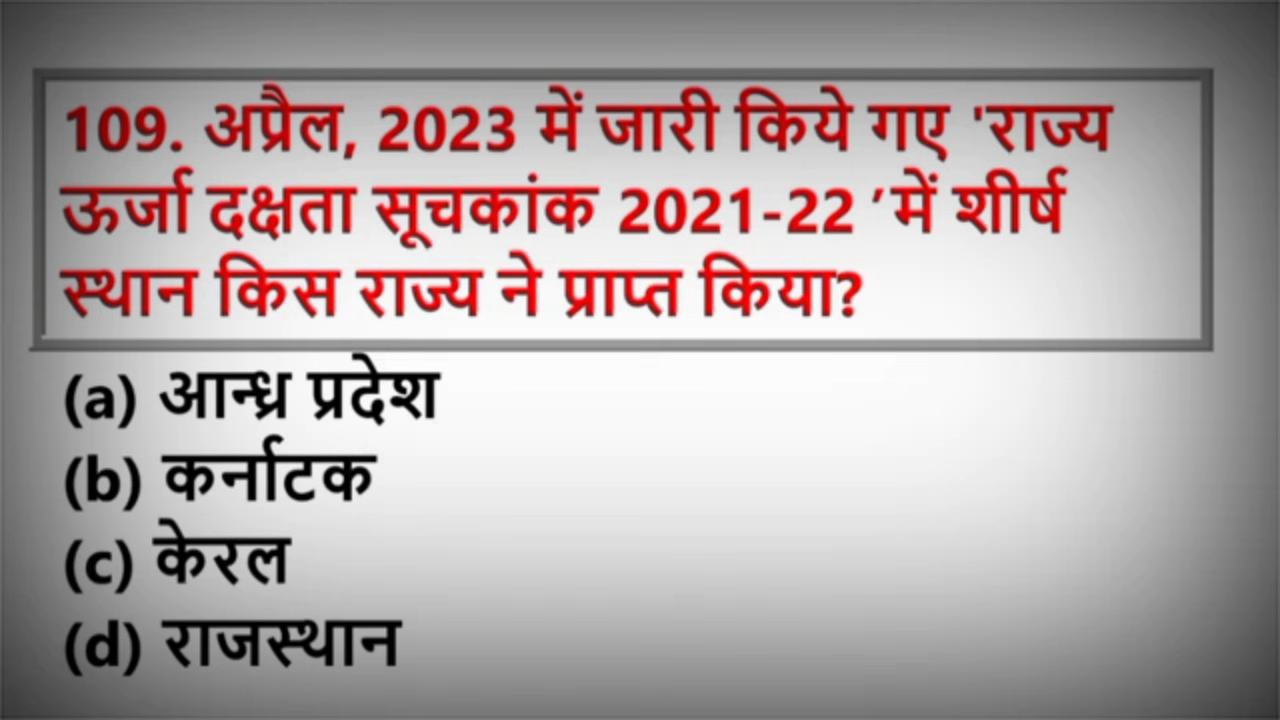 109. अप्रैल, 2023 में जारी किये गए 'राज्य
ऊर्जा दक्षता सूचकांक 2021-22 ’में शीर्ष
स्थान किस राज्य ने प्राप्त किया?
(a) आन्ध्र प्रदेश
(b) कर्नाटक
(c) केरल
(d) राजस्थान